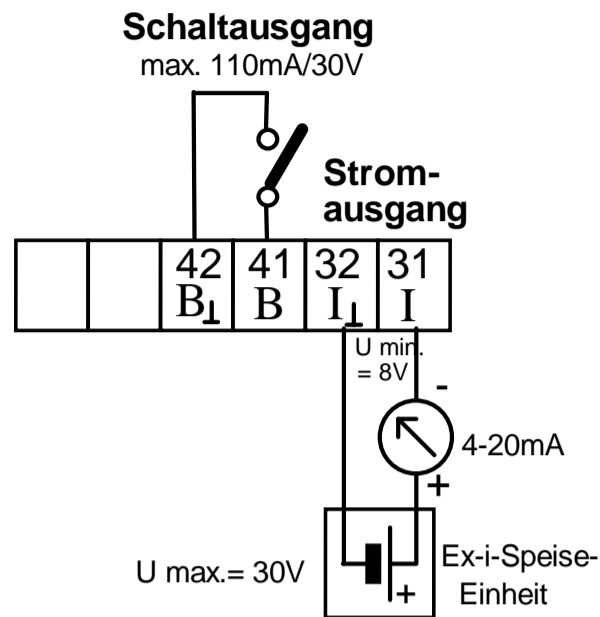 Schaltausgang
max. 110mA/30V
Strom-
ausgang
42 41 32 31
B⊥ B I⊥ I
U min.
= 8V
-
4-20mA
+
U max.= 30V
+
Ex-i-Speise-
Einheit